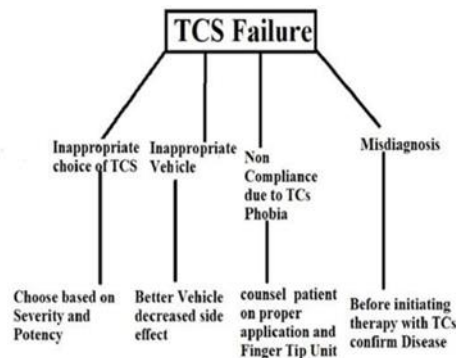 TCS Failure
Inappropriate
choice of TCS
Inappropriate
Vehicle
Non
Compliance
due to TCs
Phobia
Misdiagnosis
Choose based on
Severity and
Potency
Better Vehicle
decreased side
effect
counsel patient
on proper
application and
Finger Tip Unit
Before initiating
therapy with TCs
confirm Disease